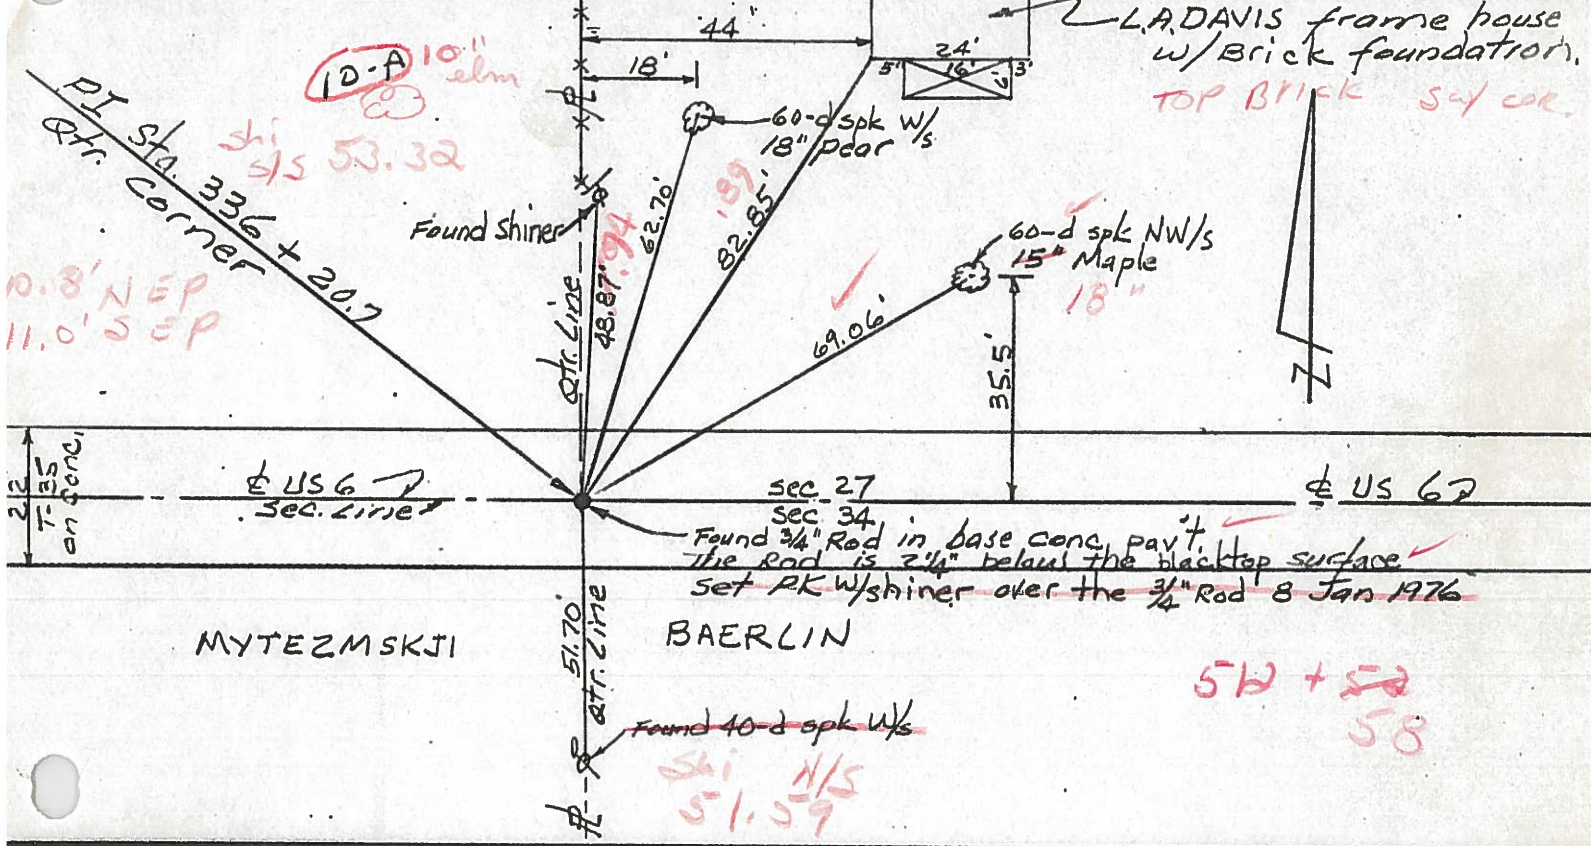 L.A.DAVIS frame house
w/Brick foundation.
TOP Brick
44'
24'
5'
16'
3'
18'
10-A 10"
elm
Shi
S/S 53.32
60-d spk W/s
18" Pear
PI Sta. 336 + 20.7
Qtr. Corner
Found Shiner
48.87'
.94
62.70'
82.85'
.89
69.06'
60-d spk NW/s
15" Maple
18"
35.5'
10.8' N EP
11.0' S EP
Qtr. Line
N
22'
T-35
on Conc.
℄ US 6
Sec. Line
sec. 27
sec. 34
℄ US 6
Found 3/4" Rod in base conc. pav't.
The Rod is 2 1/4" below the blacktop surface
Set PK W/shiner over the 3/4" Rod 8 Jan 1976
MYTEZMSKJI
BAERLIN
51.70'
Qtr. Line
Found 40-d spk W/s
Shi N/S
51.59
58